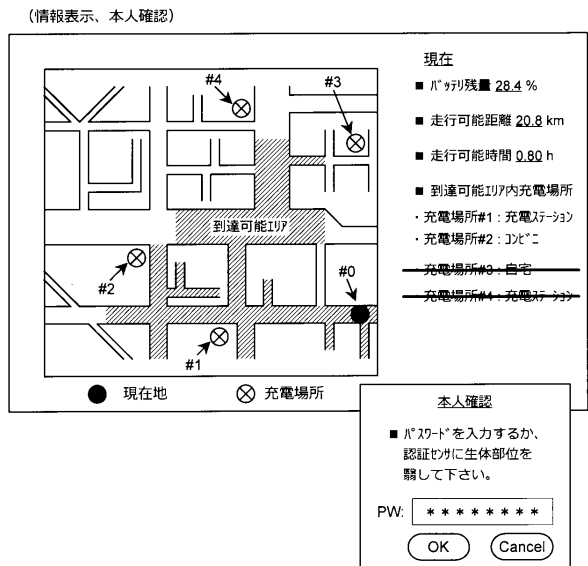 (情報表示、本人確認)
現在
■ バッテリ残量 28.4 %
■ 走行可能距離 20.8 km
■ 走行可能時間 0.80 h
■ 到達可能エリア内充電場所
・充電場所#1：充電ステーション
・充電場所#2：コンビニ
・充電場所#3：自宅
・充電場所#4：充電ステーション
#4
#3
到達可能エリア
#2
#0
#1
● 現在地
⊗ 充電場所
本人確認
■ パスワードを入力するか、
認証センサに生体部位を
翳して下さい。
PW: ＊＊＊＊＊＊＊＊
OK Cancel